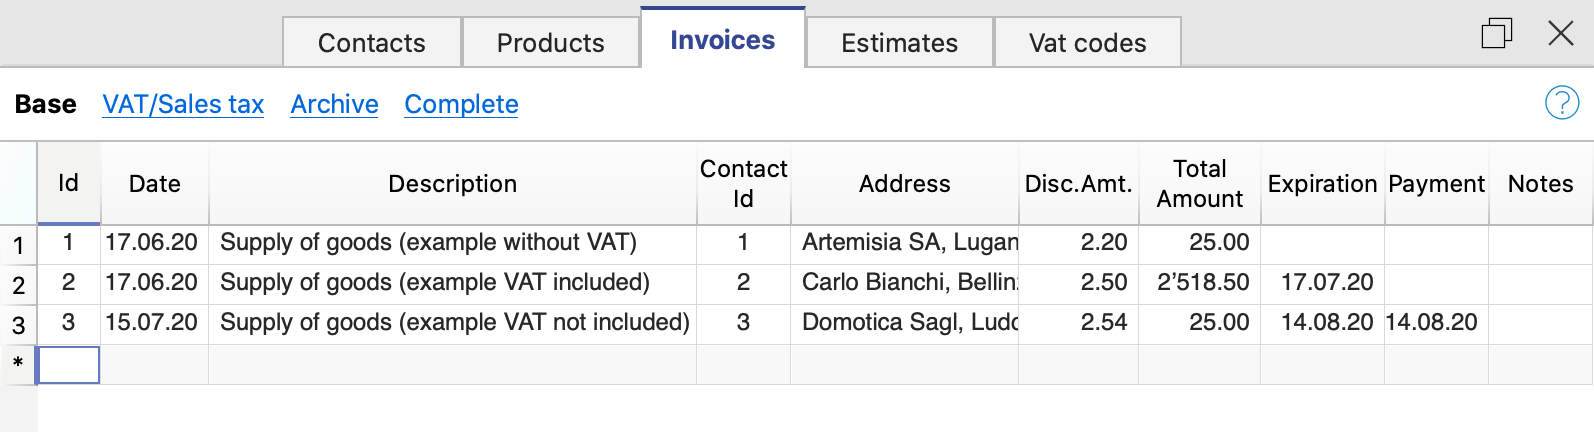 Contacts Products Invoices Estimates Vat codes
Base VAT/Sales tax Archive Complete ?
Id Date Description Contact Id Address Disc.Amt. Total Amount Expiration Payment Notes
1 1 17.06.20 Supply of goods (example without VAT) 1 Artemisia SA, Lugan 2.20 25.00
2 2 17.06.20 Supply of goods (example VAT included) 2 Carlo Bianchi, Bellin 2.50 2’518.50 17.07.20
3 3 15.07.20 Supply of goods (example VAT not included) 3 Domotica Sagl, Ludo 2.54 25.00 14.08.20 14.08.20
*